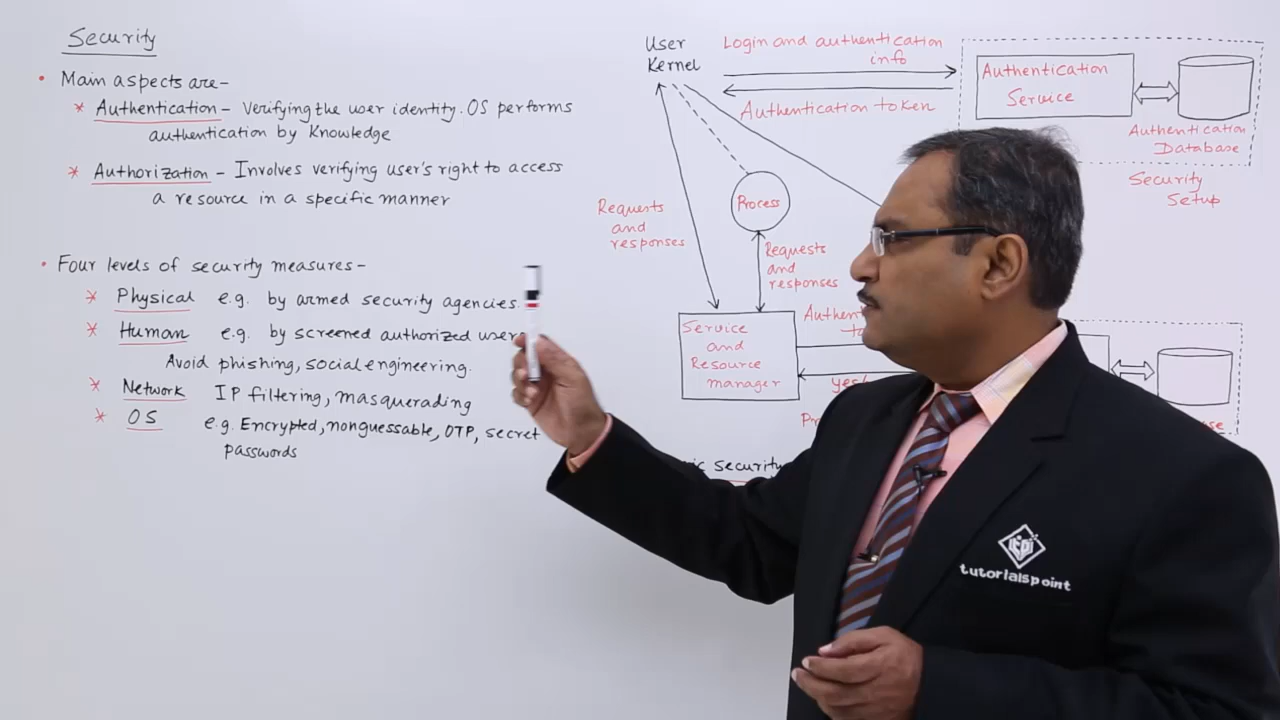 Security
• Main aspects are-
* Authentication - Verifying the user identity. OS performs
authentication by Knowledge
* Authorization - Involves verifying user's right to access
a resource in a specific manner
• Four levels of security measures-
* Physical e.g. by armed security agencies.
* Human e.g. by screened authorized users
Avoid phishing, social engineering.
* Network IP filtering, masquerading
* OS e.g. Encrypted, nonguessable, OTP, secret
passwords
User
Kernel
Login and authentication
info
Authentication token
Authentication
Service
Authentication
Database
Security
Setup
Process
Requests
and
responses
Requests
and
responses
Service
and
Resource
manager
yes/
security
tutorialspoint